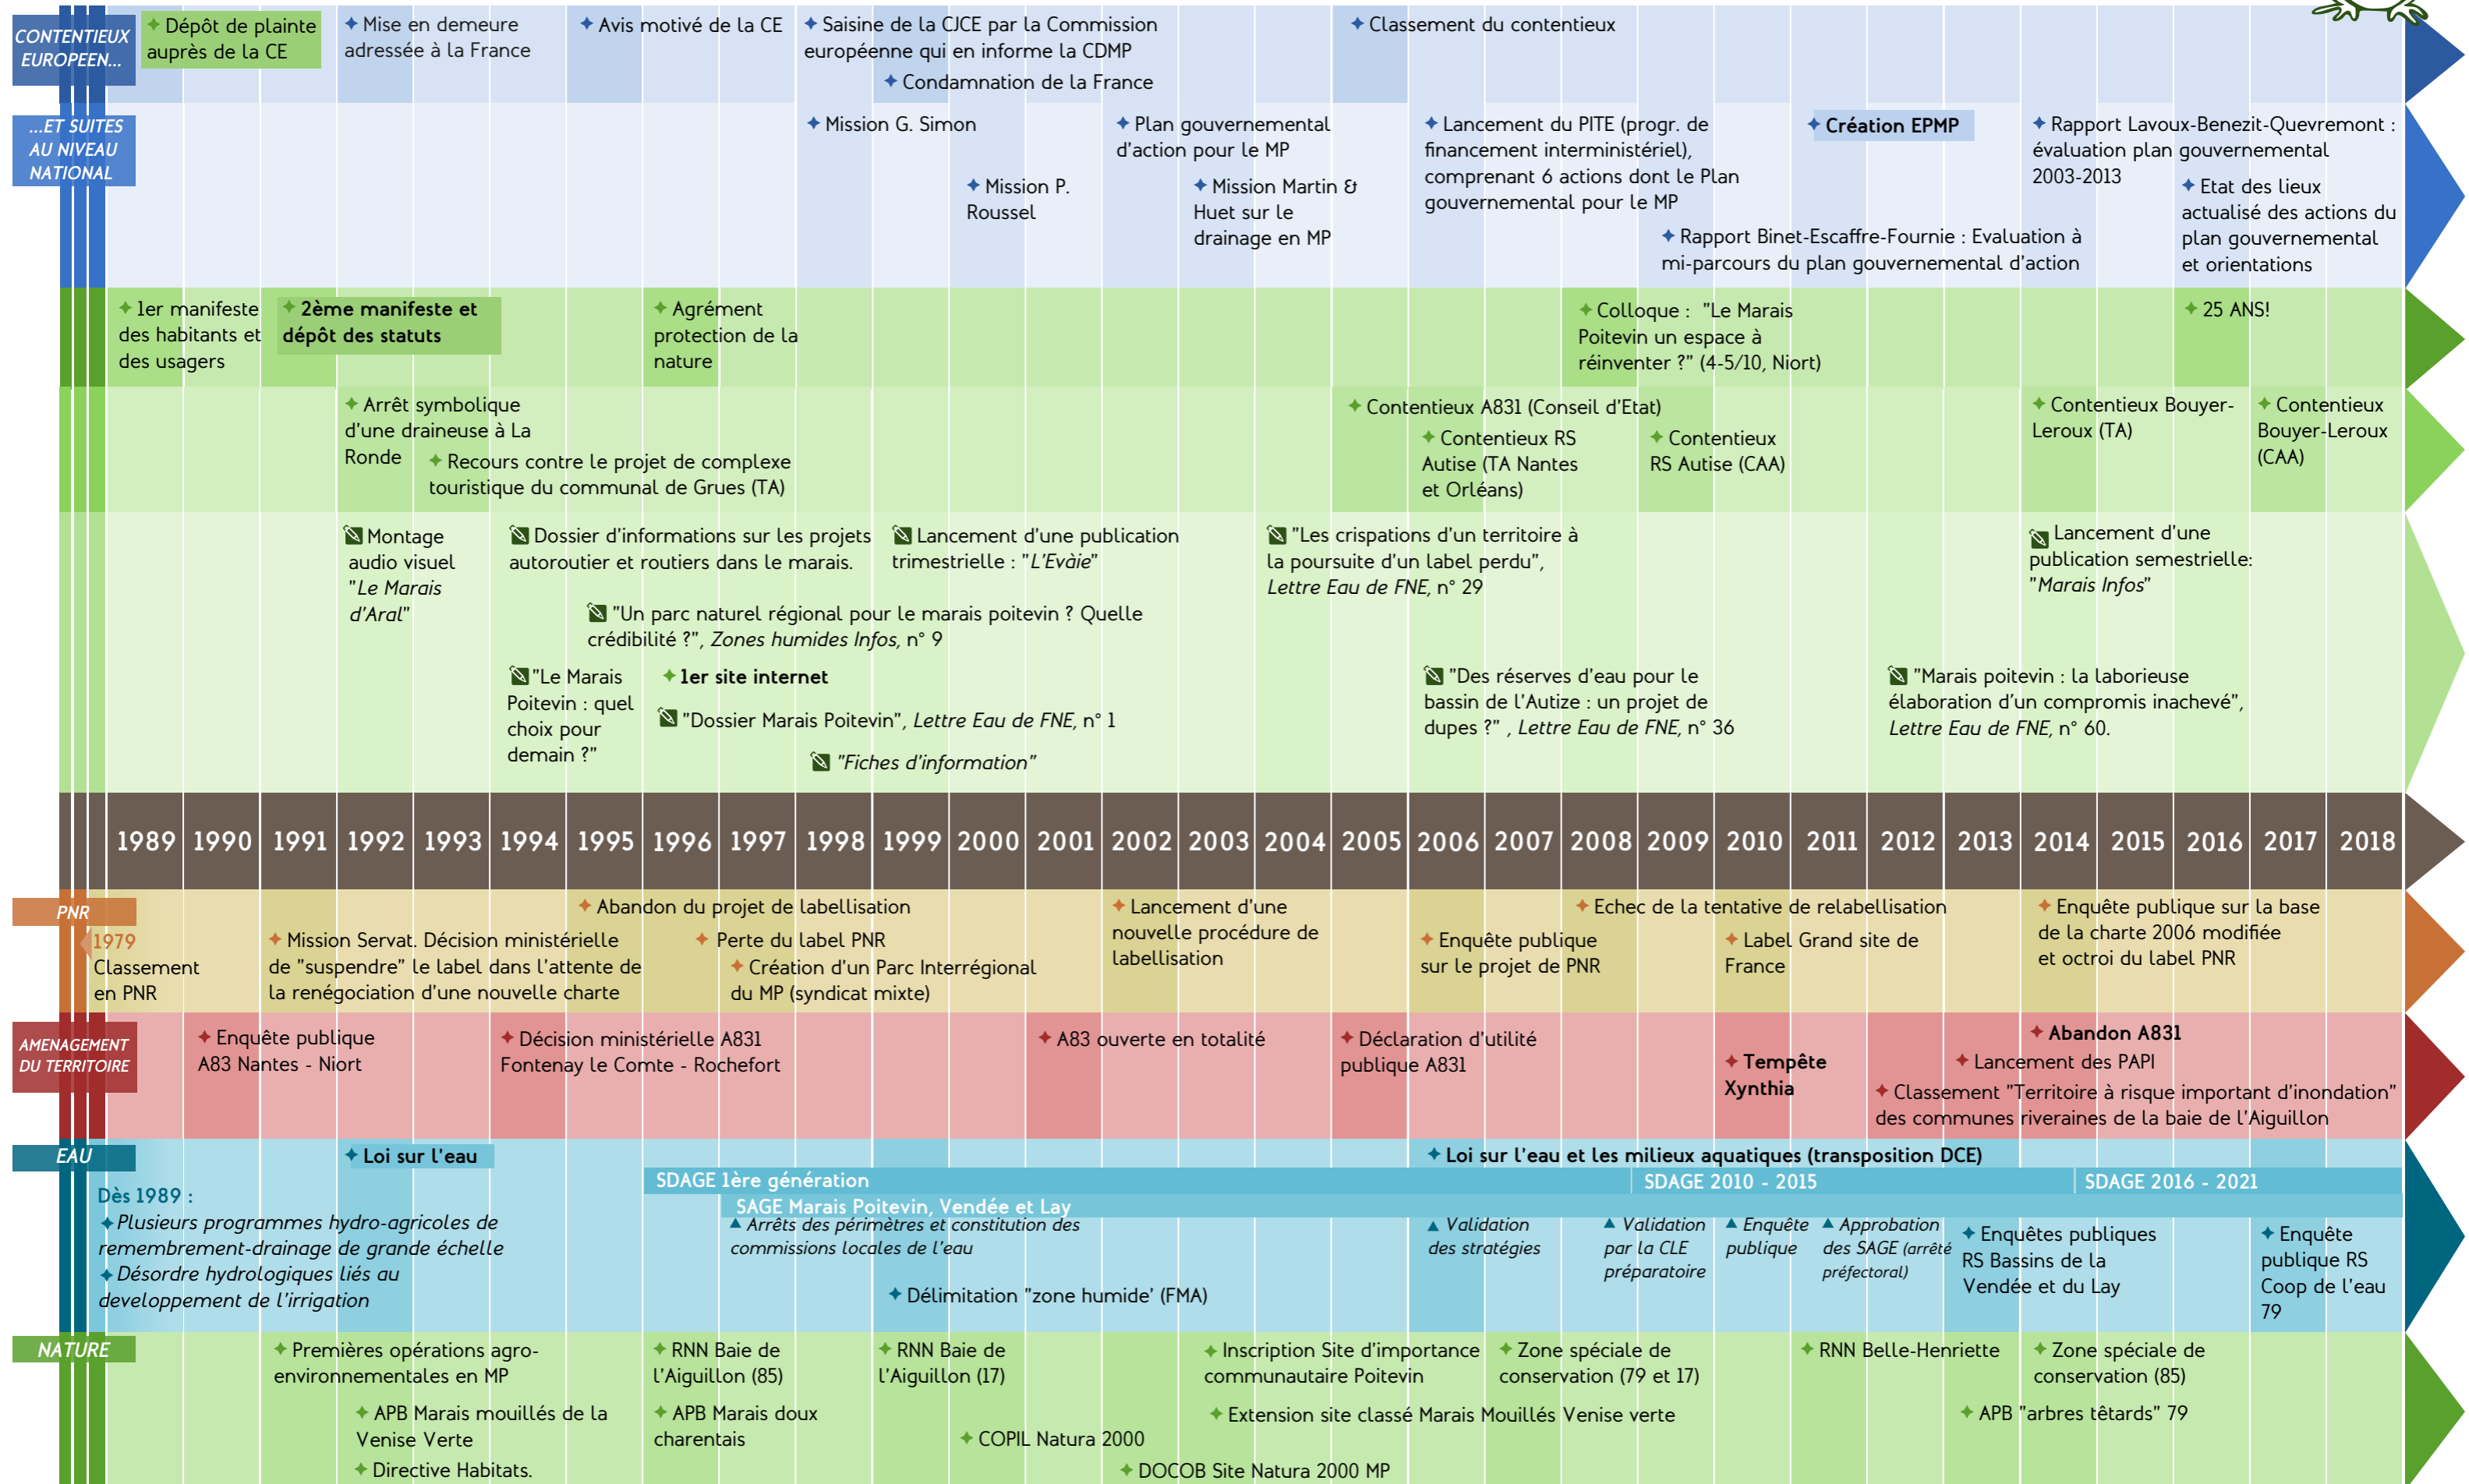 CONTENTIEUX
EUROPEEN...
Dépôt de plainte
auprès de la CE
Mise en demeure
adressée à la France
Avis motivé de la CE
Saisine de la CJCE par la Commission
européenne qui en informe la CDMP
Condamnation de la France
Classement du contentieux
...ET SUITES
AU NIVEAU
NATIONAL
Mission G. Simon
Mission P.
Roussel
Plan gouvernemental
d'action pour le MP
Mission Martin &
Huet sur le
drainage en MP
Lancement du PITE (progr. de
financement interministériel),
comprenant 6 actions dont le Plan
gouvernemental pour le MP
Rapport Binet-Escaffre-Fournie : Evaluation à
mi-parcours du plan gouvernemental d'action
Création EPMP
Rapport Lavoux-Benezit-Quevremont :
évaluation plan gouvernemental
2003-2013
Etat des lieux
actualisé des actions du
plan gouvernemental
et orientations
1er manifeste
des habitants et
des usagers
2ème manifeste et
dépôt des statuts
Agrément
protection de la
nature
Colloque : "Le Marais
Poitevin un espace à
réinventer ?" (4-5/10, Niort)
25 ANS!
Arrêt symbolique
d'une draineuse à La
Ronde
Recours contre le projet de complexe
touristique du communal de Grues (TA)
Contentieux A831 (Conseil d'Etat)
Contentieux RS
Autise (TA Nantes
et Orléans)
Contentieux
RS Autise (CAA)
Contentieux Bouyer-
Leroux (TA)
Contentieux
Bouyer-Leroux
(CAA)
Montage
audio visuel
"Le Marais
d'Aral"
Dossier d'informations sur les projets
autoroutier et routiers dans le marais.
Lancement d'une publication
trimestrielle : "L'Evàie"
"Les crispations d'un territoire à
la poursuite d'un label perdu",
Lettre Eau de FNE, n° 29
Lancement d'une
publication semestrielle:
"Marais Infos"
"Un parc naturel régional pour le marais poitevin ? Quelle
crédibilité ?", Zones humides Infos, n° 9
"Le Marais
Poitevin : quel
choix pour
demain ?"
1er site internet
"Dossier Marais Poitevin", Lettre Eau de FNE, n° 1
"Fiches d'information"
"Des réserves d'eau pour le
bassin de l'Autize : un projet de
dupes ?" , Lettre Eau de FNE, n° 36
"Marais poitevin : la laborieuse
élaboration d'un compromis inachevé",
Lettre Eau de FNE, n° 60.
1989 1990 1991 1992 1993 1994 1995 1996 1997 1998 1999 2000 2001 2002 2003 2004 2005 2006 2007 2008 2009 2010 2011 2012 2013 2014 2015 2016 2017 2018
PNR
1979
Classement
en PNR
Mission Servat. Décision ministérielle
de "suspendre" le label dans l'attente de
la renégociation d'une nouvelle charte
Abandon du projet de labellisation
Perte du label PNR
Création d'un Parc Interrégional
du MP (syndicat mixte)
Lancement d'une
nouvelle procédure de
labellisation
Enquête publique
sur le projet de PNR
Echec de la tentative de relabellisation
Label Grand site de
France
Enquête publique sur la base
de la charte 2006 modifiée
et octroi du label PNR
AMENAGEMENT
DU TERRITOIRE
Enquête publique
A83 Nantes - Niort
Décision ministérielle A831
Fontenay le Comte - Rochefort
A83 ouverte en totalité
Déclaration d'utilité
publique A831
Tempête
Xynthia
Abandon A831
Lancement des PAPI
Classement "Territoire à risque important d'inondation"
des communes riveraines de la baie de l'Aiguillon
EAU
Dès 1989 :
Plusieurs programmes hydro-agricoles de
remembrement-drainage de grande échelle
Désordre hydrologiques liés au
developpement de l'irrigation
Loi sur l'eau
Loi sur l'eau et les milieux aquatiques (transposition DCE)
SDAGE 1ère génération
SDAGE 2010 - 2015
SDAGE 2016 - 2021
SAGE Marais Poitevin, Vendée et Lay
Arrêts des périmètres et constitution des
commissions locales de l'eau
Délimitation "zone humide' (FMA)
Validation
des stratégies
Validation
par la CLE
préparatoire
Enquête
publique
Approbation
des SAGE (arrêté
préfectoral)
Enquêtes publiques
RS Bassins de la
Vendée et du Lay
Enquête
publique RS
Coop de l'eau
79
NATURE
Premières opérations agro-
environnementales en MP
APB Marais mouillés de la
Venise Verte
Directive Habitats.
RNN Baie de
l'Aiguillon (85)
APB Marais doux
charentais
RNN Baie de
l'Aiguillon (17)
COPIL Natura 2000
DOCOB Site Natura 2000 MP
Inscription Site d'importance
communautaire Poitevin
Extension site classé Marais Mouillés Venise verte
Zone spéciale de
conservation (79 et 17)
RNN Belle-Henriette
APB "arbres têtards" 79
Zone spéciale de
conservation (85)